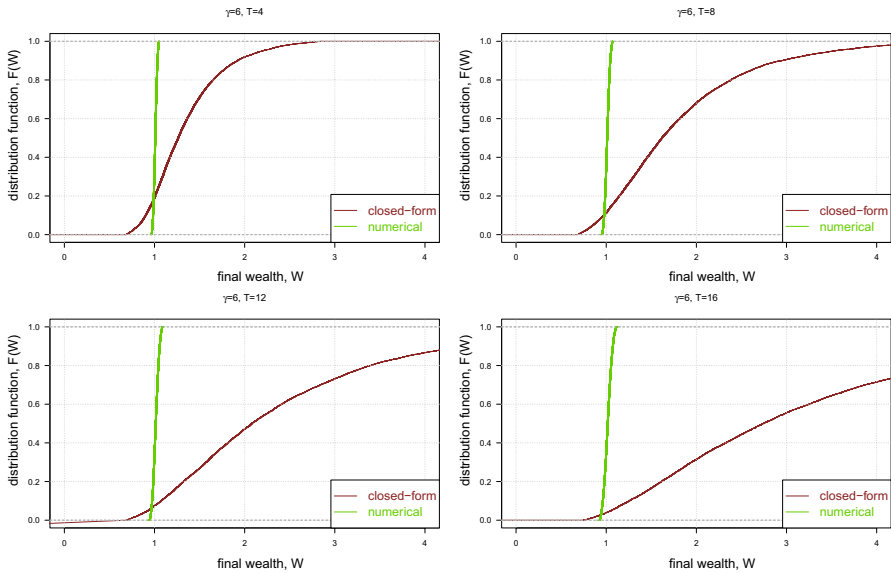 γ=6, T=4
distribution function, F(W)
1.0
0.8
0.6
0.4
0.2
0.0
0 1 2 3 4
final wealth, W
closed−form
numerical
γ=6, T=8
distribution function, F(W)
1.0
0.8
0.6
0.4
0.2
0.0
0 1 2 3 4
final wealth, W
closed−form
numerical
γ=6, T=12
distribution function, F(W)
1.0
0.8
0.6
0.4
0.2
0.0
0 1 2 3 4
final wealth, W
closed−form
numerical
γ=6, T=16
distribution function, F(W)
1.0
0.8
0.6
0.4
0.2
0.0
0 1 2 3 4
final wealth, W
closed−form
numerical